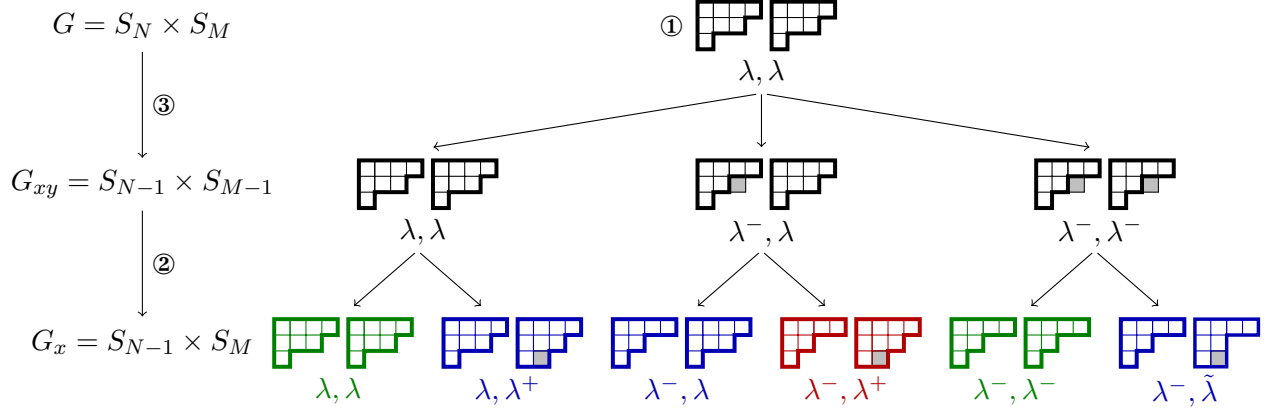 G = S_N × S_M
①
λ, λ
③
G_{xy} = S_{N−1} × S_{M−1}
λ, λ
λ^−, λ
λ^−, λ^−
②
G_x = S_{N−1} × S_M
λ, λ
λ, λ^+
λ^−, λ
λ^−, λ^+
λ^−, λ^−
λ^−, \tilde{λ}